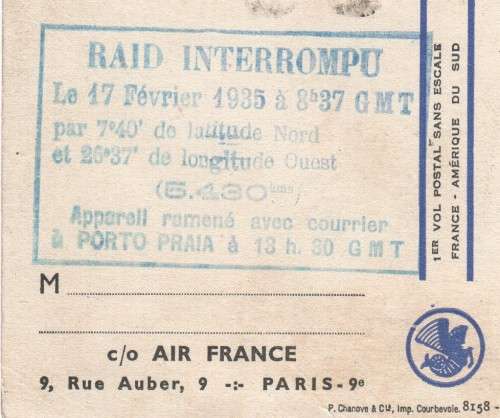 RAID INTERROMPU
Le 17 Février 1935 à 8ʰ37 GMT
par 7°40' de latitude Nord
et 26°37' de longitude Ouest
(5.430 kms)
Appareil ramené avec courrier
à PORTO PRAIA à 13 h. 30 GMT
1ER VOL POSTAL SANS ESCALE
FRANCE - AMÉRIQUE DU SUD
M
c/o AIR FRANCE
9, Rue Auber, 9 -:- PARIS-9ᵉ
P. Chanove & Cⁱᵉ, Imp. Courbevoie. 8158 -